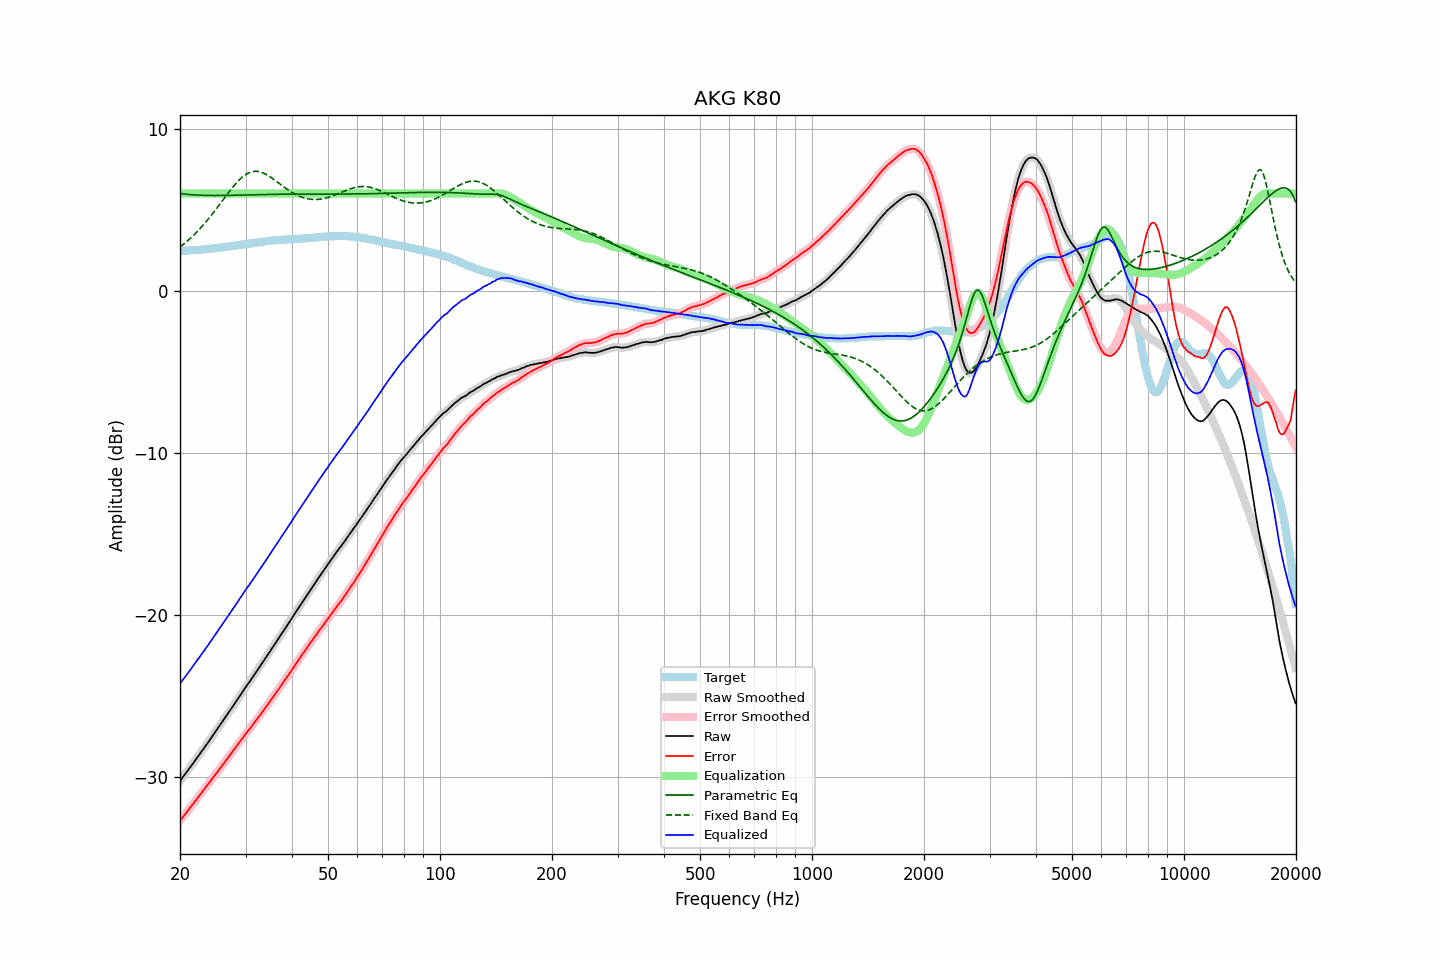 AKG K80
10
0
−10
−20
−30
Amplitude (dBr)
Target
Raw Smoothed
Error Smoothed
Raw
Error
Equalization
Parametric Eq
Fixed Band Eq
Equalized
20
50
100
200
500
1000
2000
5000
10000
20000
Frequency (Hz)